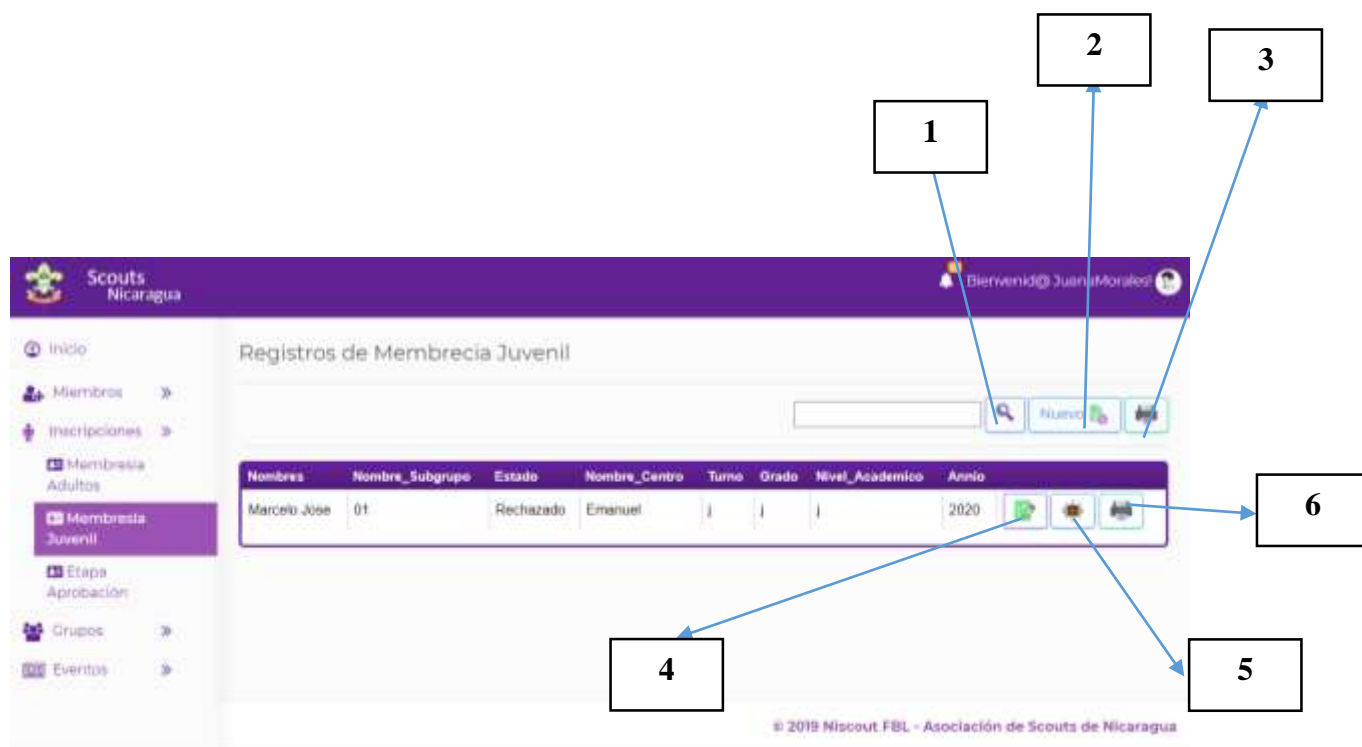 2
3
1
Scouts
Nicaragua
Bienvenid@ JuanaMorales!
Inicio
Registros de Membrecia Juvenil
Miembros
Nuevo
Inscripciones
Membresia
Adultos
Nombres Nombre_Subgrupo Estado Nombre_Centro Turno Grado Nivel_Academico Annio
Marcelo Jose 01 Rechazado Emanuel j j j 2020
6
Membresia
Juvenil
Etapa
Aprobación
Grupos
4
5
Eventos
© 2019 Niscout FBL - Asociación de Scouts de Nicaragua